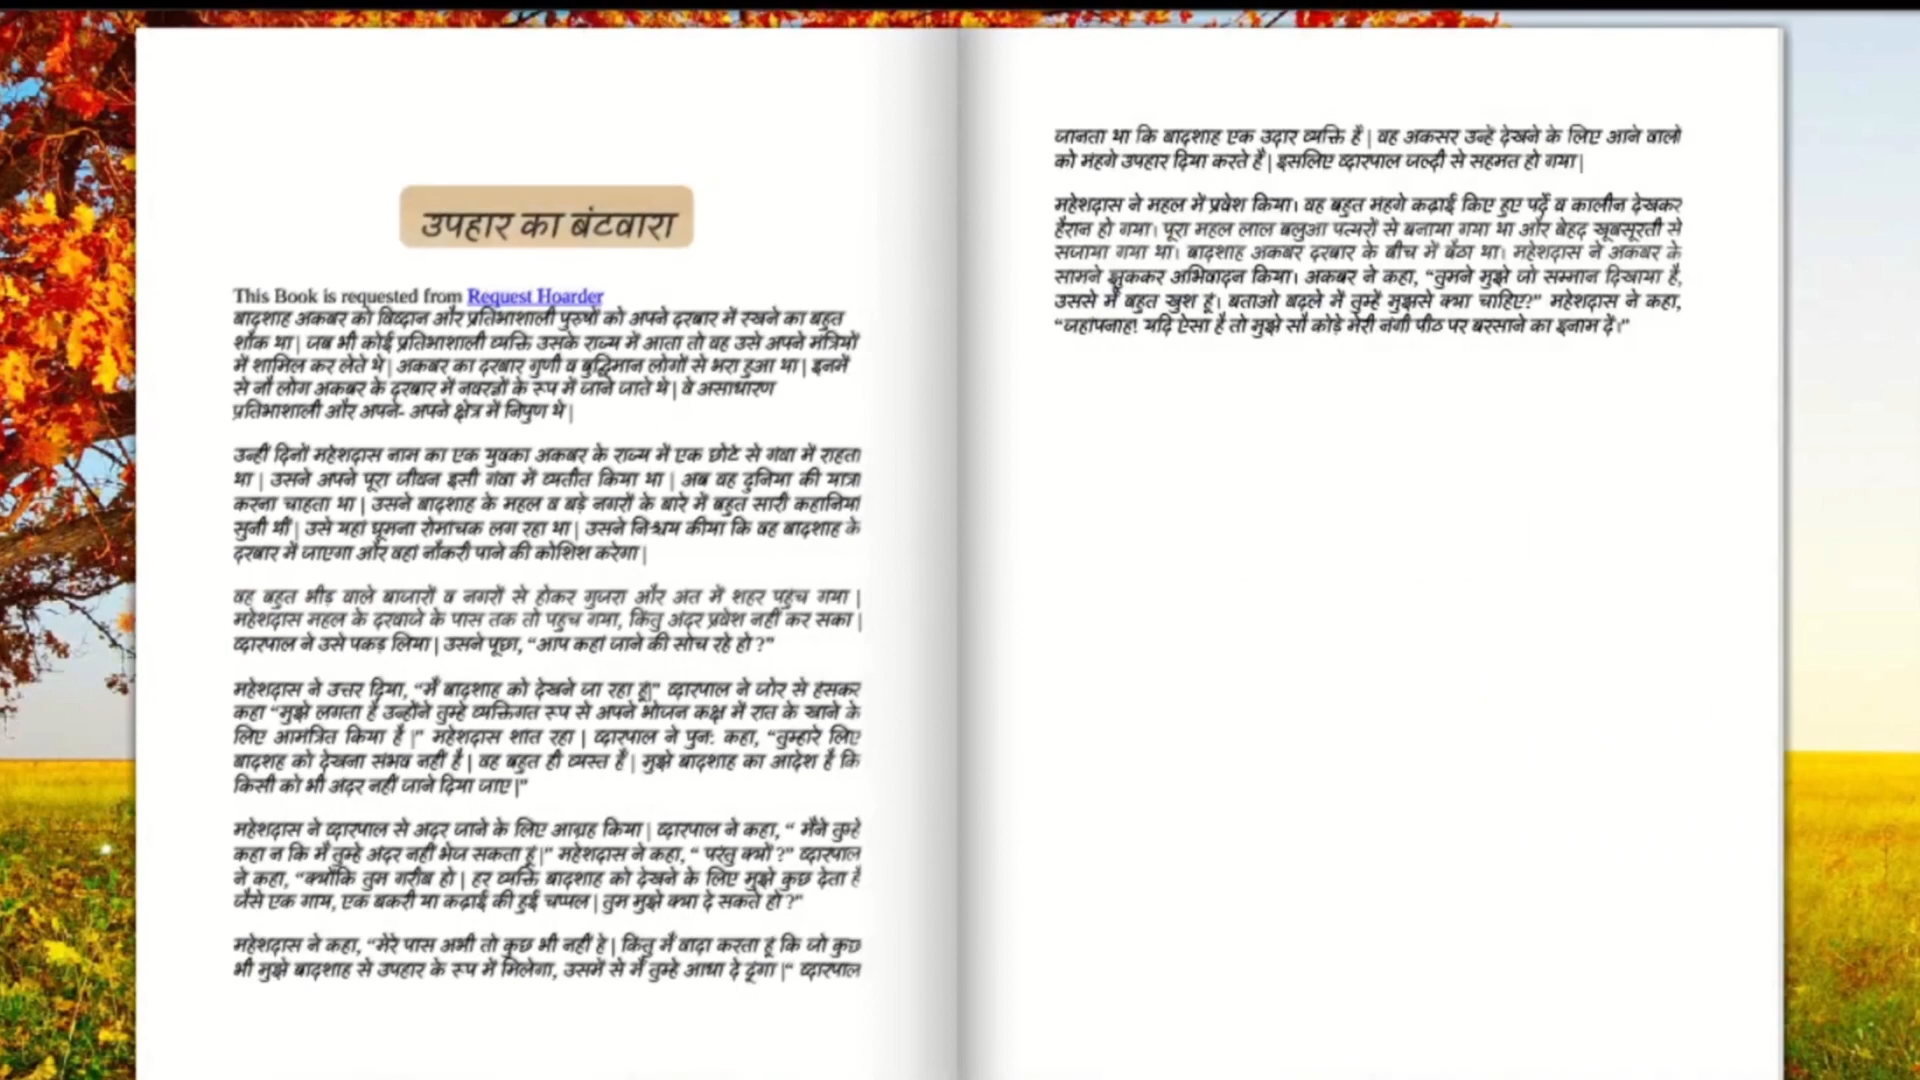 उपहार का बंटवारा
This Book is requested from Request Hoarder
बादशाह अकबर को विव्दान और प्रतिभाशाली पुरुषों को अपने दरबार में रखने का बहुत
शौक था | जब भी कोई प्रतिभाशाली व्यक्ति उसके राज्य में आता तो वह उसे अपने मंत्रियों
में शामिल कर लेते थे | अकबर का दरबार गुणी व बुद्धिमान लोगों से भरा हुआ था | इनमें
से नौ लोग अकबर के दरबार में नवरत्नों के रूप में जाने जाते थे | वे असाधारण
प्रतिभाशाली और अपने- अपने क्षेत्र में निपुण थे |
उन्हीं दिनों महेशदास नाम का एक युवका अकबर के राज्य में एक छोटे से गंवा में राहता
था | उसने अपने पूरा जीवन इसी गंवा में व्यतीत किया था | अब वह दुनिया की यात्रा
करना चाहता था | उसने बादशाह के महल व बड़े नगरों के बारे में बहुत सारी कहानियां
सुनी थीं | उसे यहां घूमना रोमांचक लग रहा था | उसने निश्चय कीया कि वह बादशाह के
दरबार में जाएगा और वहां नौकरी पाने की कोशिश करेगा |
वह बहुत भीड़ वाले बाजारों व नगरों से होकर गुजरा और अंत में शहर पहुंच गया |
महेशदास महल के दरवाजे के पास तक तो पहुंच गया, किंतु अंदर प्रवेश नहीं कर सका |
व्दारपाल ने उसे पकड़ लिया | उसने पूछा, “आप कहां जाने की सोच रहे हो ?”
महेशदास ने उत्तर दिया, “मैं बादशाह को देखने जा रहा हूं|” व्दारपाल ने जोर से हंसकर
कहा “मुझे लगता है उन्होंने तुम्हे व्यक्तिगत रूप से अपने भोजन कक्ष में रात के खाने के
लिए आमंत्रित किया है |” महेशदास शांत रहा | व्दारपाल ने पुन: कहा, “तुम्हारे लिए
बादशह को देखना संभव नहीं है | वह बहुत ही व्यस्त हैं | मुझे बादशाह का आदेश है कि
किसी को भी अंदर नहीं जाने दिया जाए |”
महेशदास ने व्दारपाल से अंदर जाने के लिए आग्रह किया | व्दारपाल ने कहा, “ मैंने तुम्हे
कहा न कि मैं तुम्हे अंदर नहीं भेज सकता हूं |” महेशदास ने कहा, “ परंतु क्यों ?” व्दारपाल
ने कहा, “क्योंकि तुम गरीब हो | हर व्यक्ति बादशाह को देखने के लिए मुझे कुछ देता है
जैसे एक गाय, एक बकरी या कढ़ाई की हुई चप्पल | तुम मुझे क्या दे सकते हो ?”
महेशदास ने कहा, “मेरे पास अभी तो कुछ भी नहीं हे | किंतु मैं वादा करता हूं कि जो कुछ
भी मुझे बादशाह से उपहार के रूप में मिलेगा, उसमें से मैं तुम्हे आधा दे दूंगा |“ व्दारपाल
जानता था कि बादशाह एक उदार व्यक्ति हैं | वह अकसर उन्हें देखने के लिए आने वालों
को मंहगे उपहार दिया करते हैं | इसलिए व्दारपाल जल्दी से सहमत हो गया |
महेशदास ने महल में प्रवेश किया। वह बहुत मंहगे कढ़ाई किए हुए पर्दे व कालीन देखकर
हैरान हो गया। पूरा महल लाल बलुआ पत्थरों से बनाया गया था और बेहद खूबसूरती से
सजाया गया था। बादशाह अकबर दरबार के बीच में बैठा था। महेशदास ने अकबर के
सामने झुककर अभिवादन किया। अकबर ने कहा, “तुमने मुझे जो सम्मान दिखाया है,
उससे मैं बहुत खुश हूं। बताओ बदले में तुम्हें मुझसे क्या चाहिए?” महेशदास ने कहा,
“जहांपनाह! यदि ऐसा है तो मुझे सौ कोड़े मेरी नंगी पीठ पर बरसाने का इनाम दें।”